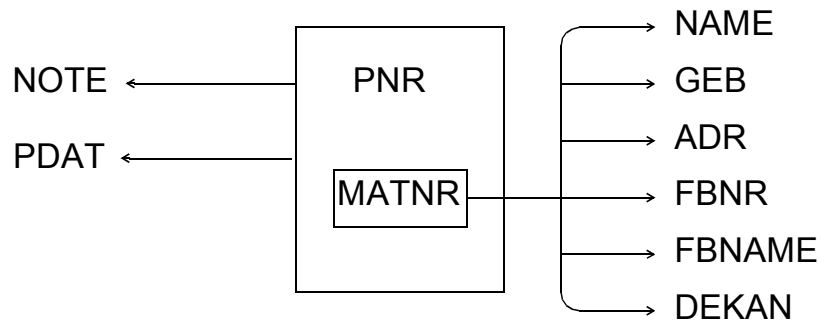 NAME
NOTE
PNR
GEB
PDAT
ADR
MATNR
FBNR
FBNAME
DEKAN